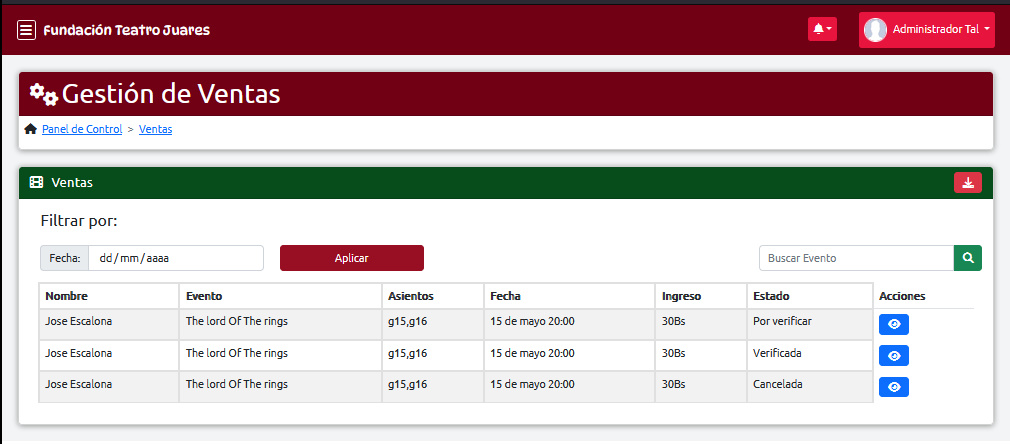 Fundación Teatro Juares
Administrador Tal
Gestión de Ventas
Panel de Control > Ventas
Ventas
Filtrar por:
Fecha: dd/mm/aaaa Aplicar Buscar Evento
Nombre Evento Asientos Fecha Ingreso Estado Acciones
Jose Escalona The lord Of The rings g15,g16 15 de mayo 20:00 30Bs Por verificar
Jose Escalona The lord Of The rings g15,g16 15 de mayo 20:00 30Bs Verificada
Jose Escalona The lord Of The rings g15,g16 15 de mayo 20:00 30Bs Cancelada